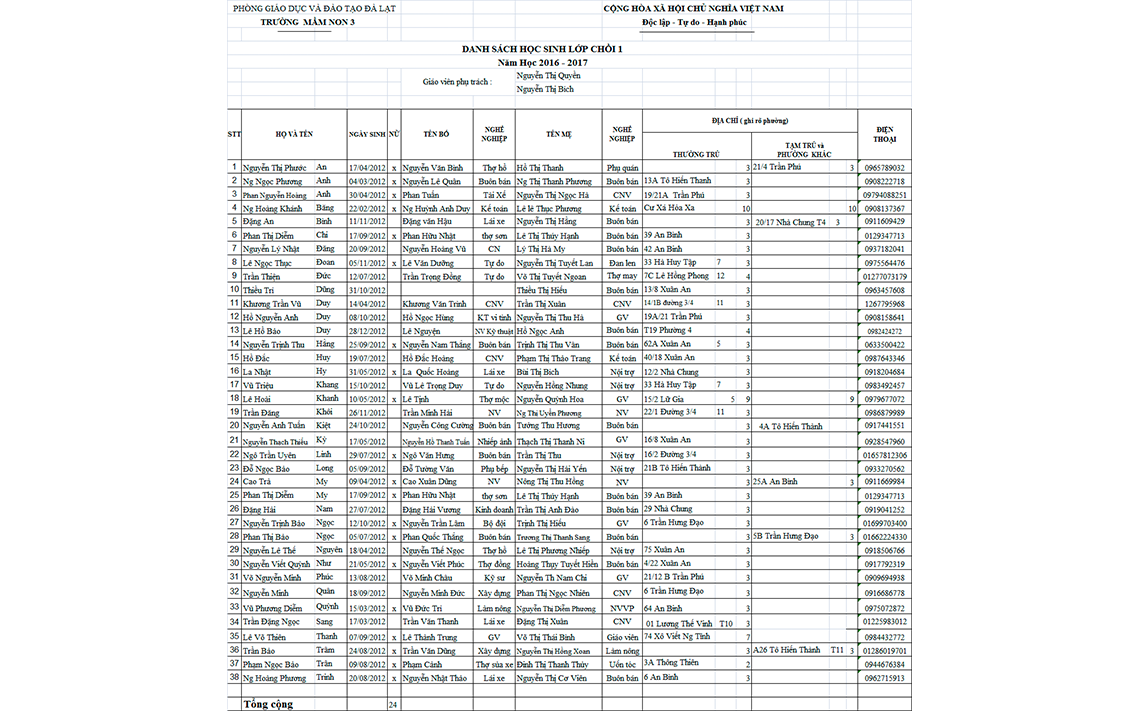 PHÒNG GIÁO DỤC VÀ ĐÀO TẠO ĐÀ LẠT CỘNG HÒA XÃ HỘI CHỦ NGHĨA VIỆT NAM
TRƯỜNG MẦM NON 3 Độc lập - Tự do - Hạnh phúc
DANH SÁCH HỌC SINH LỚP CHỒI 1
Năm Học 2016 - 2017
Giáo viên phụ trách : Nguyễn Thị Quyền
Nguyễn Thị Bích
STT HỌ VÀ TÊN NGÀY SINH NỮ TÊN BỐ NGHỀ NGHIỆP TÊN MẸ NGHỀ NGHIỆP ĐỊA CHỈ ( ghi rõ phường) ĐIỆN THOẠI
THƯỜNG TRÚ TẠM TRÚ và PHƯỜNG KHÁC
1 Nguyễn Thị Phước An 17/04/2012 x Nguyễn Văn Bình Thợ hồ Hồ Thị Thanh Phụ quán 3 21/4 Trần Phú 3 0965789032
2 Ng Ngọc Phương Anh 04/03/2012 x Nguyễn Lê Quân Buôn bán Ng Thị Thanh Phương Buôn bán 13A Tô Hiến Thanh 3 0908222718
3 Phan Nguyễn Hoàng Anh 30/04/2012 x Phan Tuấn Tài Xế Nguyễn Thị Ngọc Hà CNV 19/21A Trần Phú 3 09794088251
4 Ng Hoàng Khánh Băng 22/02/2012 x Ng Huỳnh Anh Duy Kế toán Lê lê Thục Phương Kế toán Cư Xá Hỏa Xa 10 10 0908137367
5 Đặng An Bình 11/11/2012 Đặng văn Hậu Lái xe Nguyễn Thị Hằng Buôn bán 3 20/17 Nhà Chung T4 3 0911609429
6 Phan Thị Diễm Chi 17/09/2012 x Phan Hữu Nhật thợ sơn Lê Thị Thúy Hạnh Buôn bán 39 An Bình 3 0129347713
7 Nguyễn Lý Nhật Đăng 20/09/2012 Nguyễn Hoàng Vũ CN Lý Thị Hà My Buôn bán 42 An Bình 3 0937182041
8 Lê Ngọc Thục Đoan 05/11/2012 x Lê Văn Dưỡng Tự do Nguyễn Thị Tuyết Lan Đan len 33 Hà Huy Tập 7 3 0975564476
9 Trần Thiện Đức 12/07/2012 Trần Trọng Đồng Tự do Võ Thị Tuyết Ngoan Thợ may 7C Lê Hồng Phong 12 4 01277073179
10 Thiều Trí Dũng 31/10/2012 Thiều Thị Hiếu Buôn bán 13/8 Xuân An 3 0963457608
11 Khương Trần Vũ Duy 14/04/2012 Khương Văn Trinh CNV Trần Thị Xuân CNV 14/1B đường 3/4 11 3 1267795968
12 Hồ Nguyễn Anh Duy 08/10/2012 Hồ Ngọc Hùng KT vi tính Nguyễn Thị Thu Hà GV 19A/21 Trần Phú 3 0908158641
13 Lê Hồ Bảo Duy 28/12/2012 Lê Nguyện NV Kỹ thuật Hồ Ngọc Anh Buôn bán T19 Phường 4 4 0982424272
14 Nguyễn Trịnh Thu Hằng 25/09/2012 x Nguyễn Nam Thắng Buôn bán Trịnh Thị Thu Vân Buôn bán 62A Xuân An 5 3 0633500422
15 Hồ Đắc Huy 19/07/2012 Hồ Đắc Hoàng CNV Phạm Thị Thảo Trang Kế toán 40/18 Xuân An 3 0987643346
16 La Nhật Hy 31/05/2012 x La Quốc Hoàng Lái xe Bùi Thị Bích Nội trợ 12/2 Nhà Chung 3 0918204684
17 Vũ Triệu Khang 15/10/2012 Vũ Lê Trọng Duy Tự do Nguyễn Hồng Nhung Nội trợ 33 Hà Huy Tập 7 3 0983492457
18 Lê Hoài Khanh 10/05/2012 x Lê Tịnh Thợ mộc Nguyễn Quỳnh Hoa GV 15/2 Lữ Gia 5 9 9 0979677072
19 Trần Đăng Khôi 26/11/2012 Trần Minh Hải NV Ng Thị Uyển Phương NV 22/1 Đường 3/4 11 3 0986879989
20 Nguyễn Anh Tuấn Kiệt 24/10/2012 Nguyễn Công Cường Buôn bán Tường Thu Hương Buôn bán 3 4A Tô Hiến Thành 0917441551
21 Nguyễn Thạch Thiếu Kỳ 17/05/2012 Nguyễn Hồ Thanh Tuấn Nhiếp ảnh Thạch Thị Thanh Ni GV 16/8 Xuân An 3 0928547960
22 Ngô Trần Uyên Linh 29/07/2012 x Ngô Văn Hưng Buôn bán Trần Thị Thu Nội trợ 16/2 Đường 3/4 3 01657812306
23 Đỗ Ngọc Bảo Long 05/09/2012 Đỗ Tường Văn Phụ bếp Nguyễn Thị Hải Yến Nội trợ 21B Tô Hiến Thành 3 0933270562
24 Cao Trà My 09/04/2012 x Cao Xuân Dũng NV Nông Thị Thu Hồng NV 3 25A An Bình 3 0911669984
25 Phan Thị Diễm My 17/09/2012 x Phan Hữu Nhật thợ sơn Lê Thị Thúy Hạnh Buôn bán 39 An Bình 3 0129347713
26 Đặng Hải Nam 27/07/2012 Đặng Hải Vương Kinh doanh Trần Thị Anh Đào Buôn bán 29 Nhà Chung 3 0919041252
27 Nguyễn Trịnh Bảo Ngọc 12/10/2012 x Nguyễn Trần Lâm Bộ đội Trịnh Thị Hiếu GV 6 Trần Hưng Đạo 3 01699703400
28 Phan Thị Bảo Ngọc 05/07/2012 x Phan Quốc Thắng Buôn bán Trương Thị Thanh Sang Buôn bán 3 5B Trần Hưng Đạo 3 01662224330
29 Nguyễn Lê Thế Nguyên 18/04/2012 Nguyễn Thế Ngọc Thợ hồ Lê Thị Phương Nhiếp Nội trợ 75 Xuân An 3 0918506766
30 Nguyễn Viết Quỳnh Như 21/05/2012 x Nguyễn Viết Phúc Thợ đồng Hoàng Thụy Tuyết Hiền Buôn bán 4/22 Xuân An 3 0917792319
31 Võ Nguyễn Minh Phúc 13/08/2012 Võ Minh Châu Kỹ sư Nguyễn Th Nam Chi GV 21/12 B Trần Phú 3 0909694938
32 Nguyễn Minh Quân 18/09/2012 Nguyễn Minh Đức Xây dựng Phan Thị Ngọc Nhiên CNV 6 Trần Hưng Đạo 3 0916686778
33 Vũ Phương Diễm Quỳnh 15/03/2012 x Vũ Đức Trí Làm nông Nguyễn Thị Diễm Phương NVVP 64 An Bình 3 0975072872
34 Trần Đặng Ngọc Sang 17/03/2012 Trần Văn Thanh Lái xe Đặng Thị Xuân CNV 01 Lương Thế Vinh T10 3 01225983012
35 Lê Võ Thiên Thanh 07/09/2012 x Lê Thành Trung GV Võ Thị Thái Bình Giáo viên 74 Xô Viết Ng Tĩnh 7 0984432772
36 Trần Bảo Trâm 24/08/2012 x Trần Văn Dũng Xây dựng Nguyễn Thị Hồng Xoan Làm nông 3 A26 Tô Hiến Thành T11 3 01286019701
37 Phạm Ngọc Bảo Trân 09/08/2012 x Phạm Cảnh Thợ sủa xe Đinh Thị Thanh Thúy Uốn tóc 3A Thông Thiên 2 0944676384
38 Ng Hoàng Phương Trinh 20/08/2012 x Nguyễn Nhật Thảo Lái xe Nguyễn Thị Cơ Viên Buôn bán 6 An Bình 3 0962715913
Tổng cộng 24